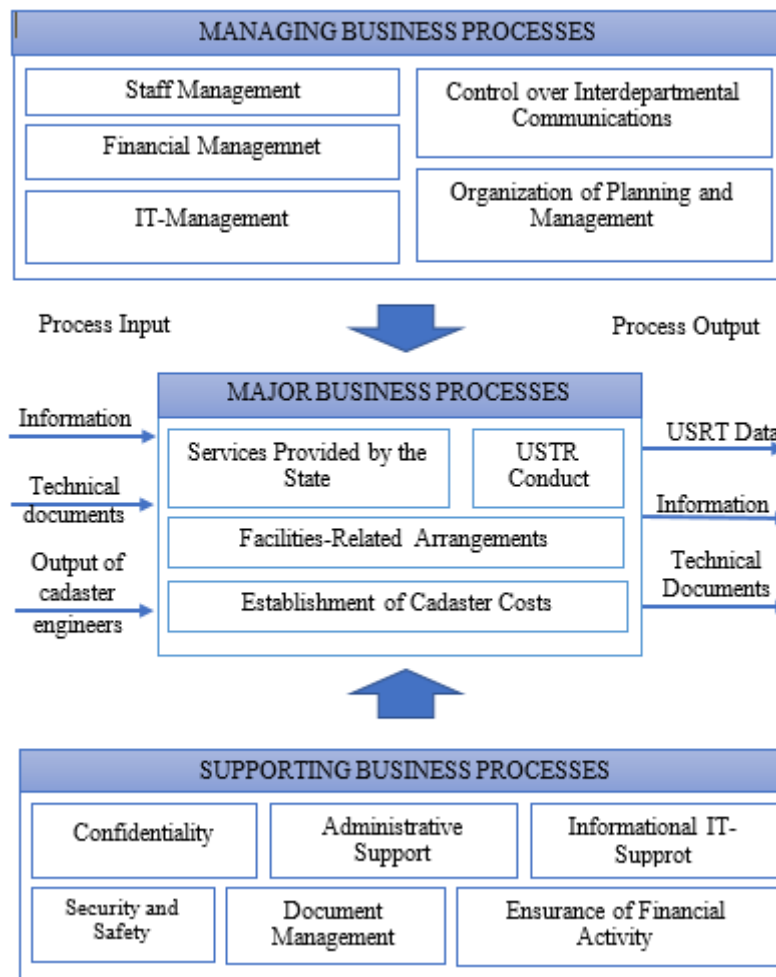 MANAGING BUSINESS PROCESSES
Staff Management
Financial Managemnet
IT-Management
Control over Interdepartmental
Communications
Organization of Planning and
Management
Process Input
Process Output
MAJOR BUSINESS PROCESSES
Information
Technical
documents
Output of
cadaster
engineers
Services Provided by the
State
USTR
Conduct
Facilities-Related Arrangements
Establishment of Cadaster Costs
USRT Data
Information
Technical
Documents
SUPPORTING BUSINESS PROCESSES
Confidentiality
Administrative
Support
Informational IT-
Supprot
Security and
Safety
Document
Management
Ensurance of Financial
Activity